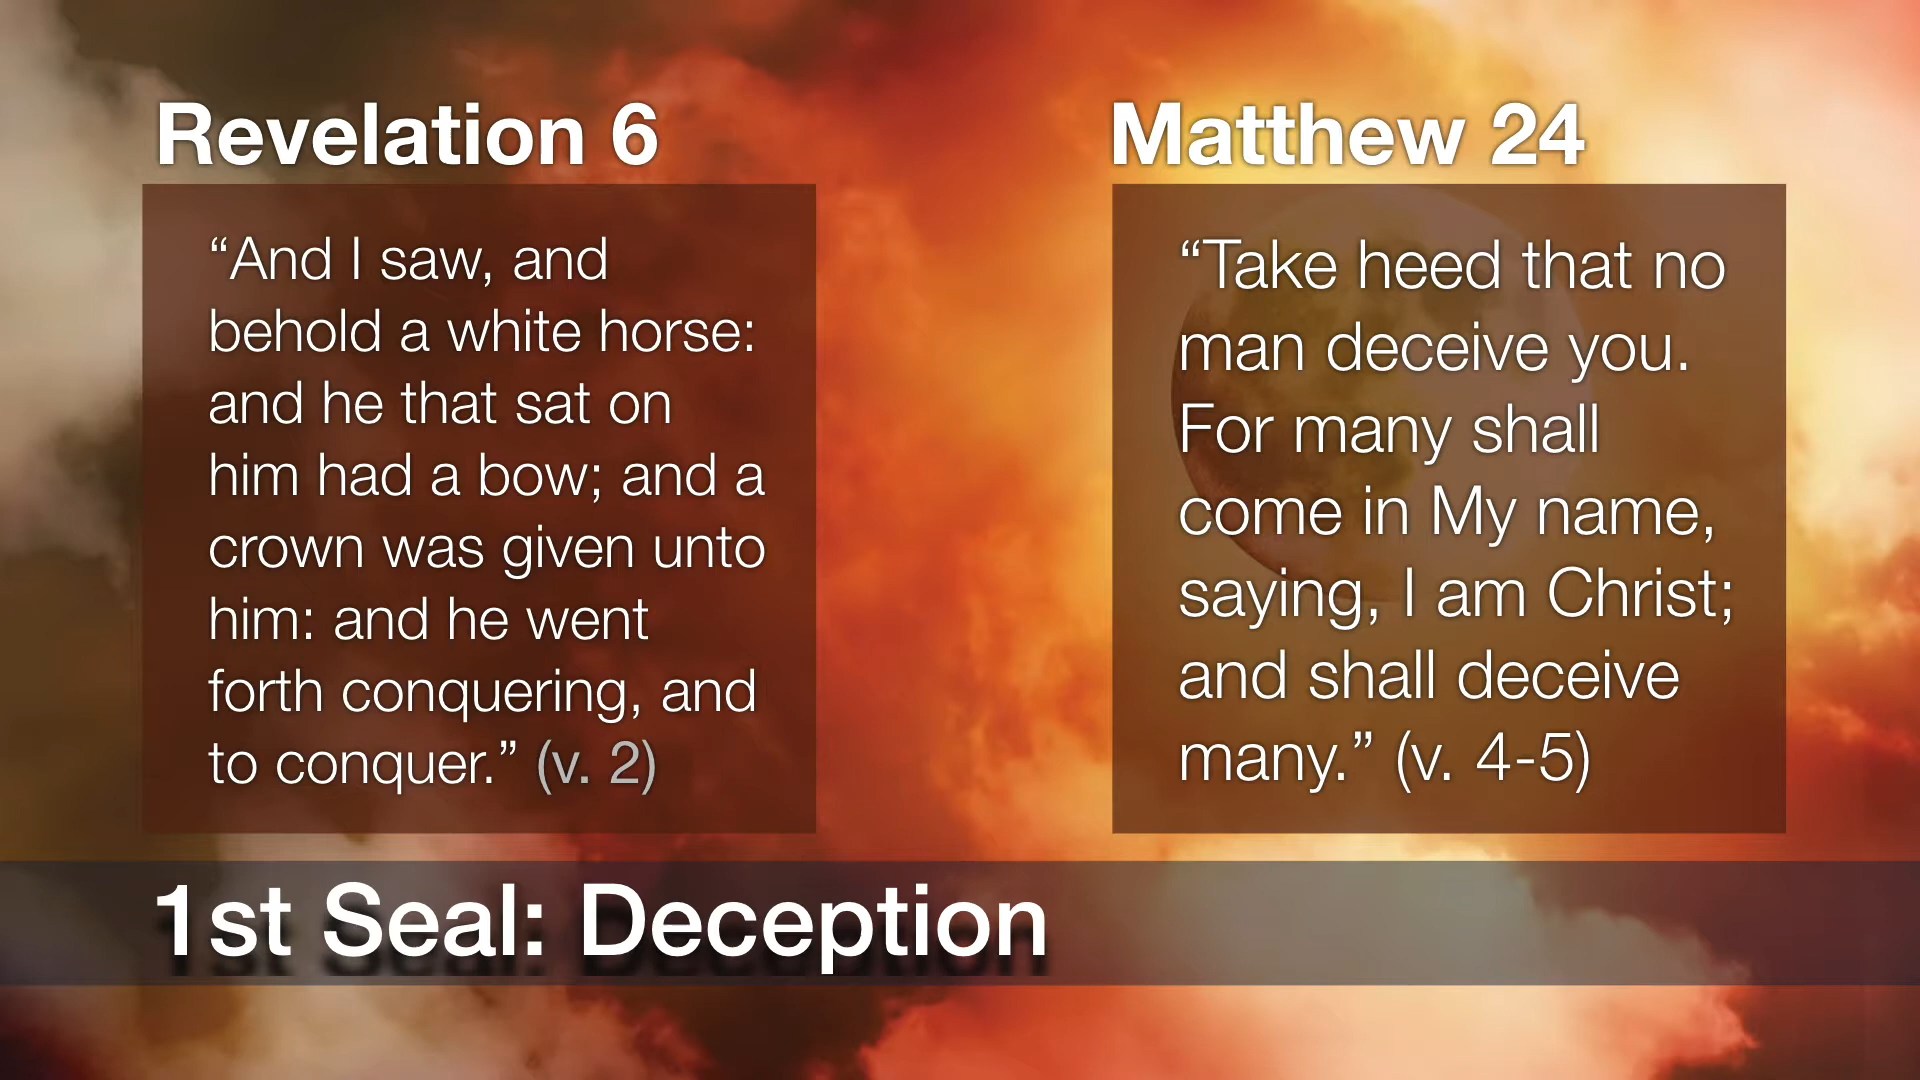 Revelation 6
“And I saw, and
behold a white horse:
and he that sat on
him had a bow; and a
crown was given unto
him: and he went
forth conquering, and
to conquer.” (v. 2)
Matthew 24
“Take heed that no
man deceive you.
For many shall
come in My name,
saying, I am Christ;
and shall deceive
many.” (v. 4-5)
1st Seal: Deception